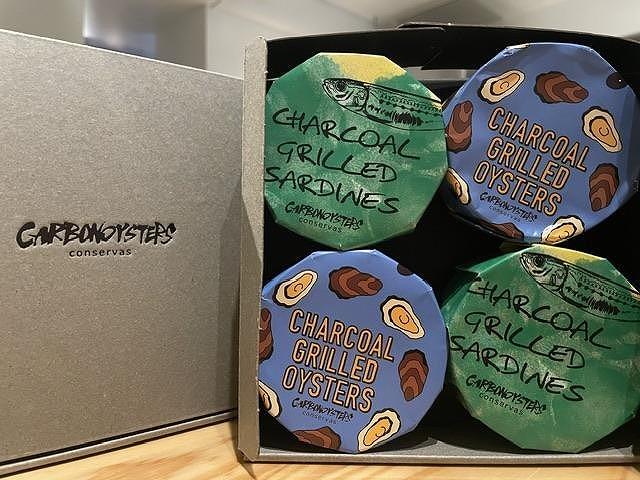 CARBONOYSTERS
conservas
CHARCOAL
GRILLED
SARDINES
CARBONOYSTERS
conservas
CHARCOAL
GRILLED
OYSTERS
CARBONOYSTERS
conservas
CHARCOAL
GRILLED
OYSTERS
CARBONOYSTERS
conservas
CHARCOAL
GRILLED
SARDINES
CARBONOYSTERS
conservas